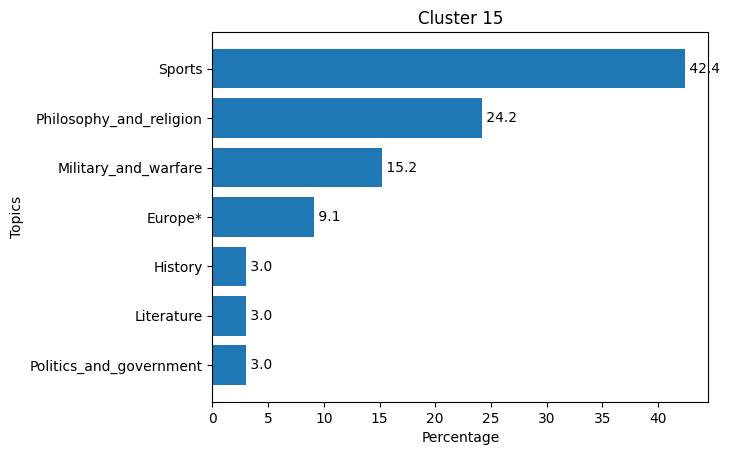 Cluster 15
Topics
Sports 42.4
Philosophy_and_religion 24.2
Military_and_warfare 15.2
Europe* 9.1
History 3.0
Literature 3.0
Politics_and_government 3.0
0 5 10 15 20 25 30 35 40
Percentage